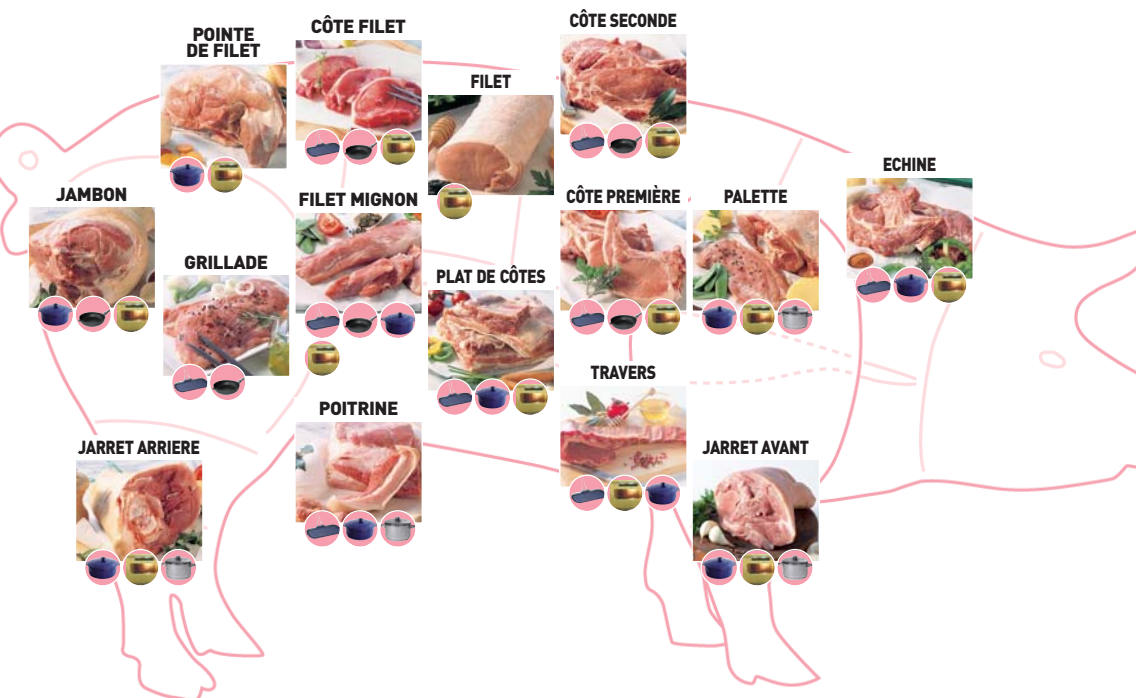 POINTE
DE FILET
CÔTE FILET
CÔTE SECONDE
FILET
ECHINE
JAMBON
FILET MIGNON
CÔTE PREMIÈRE
PALETTE
GRILLADE
PLAT DE CÔTES
TRAVERS
POITRINE
JARRET ARRIERE
JARRET AVANT